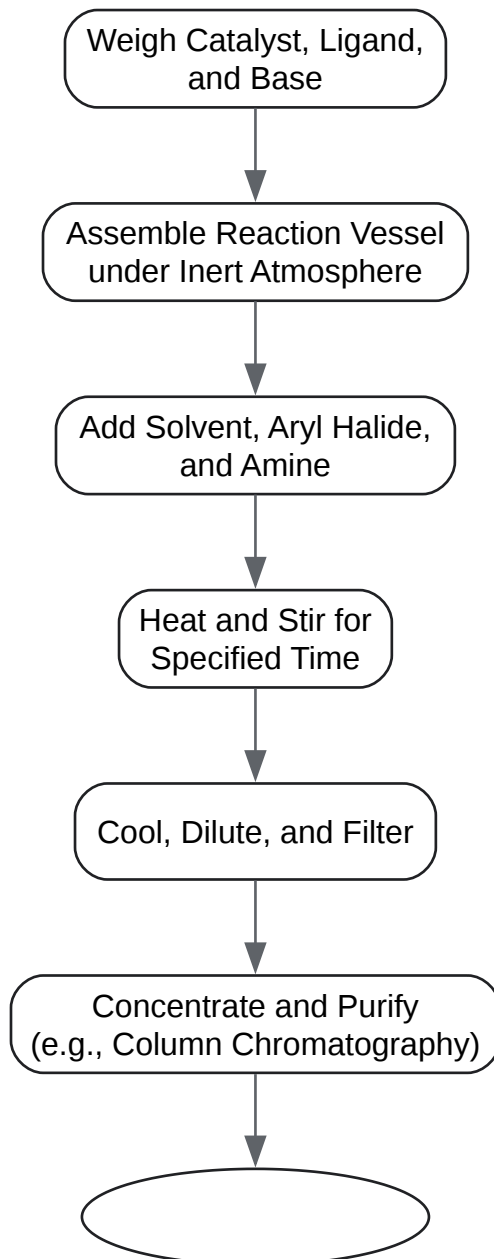 Weigh Catalyst, Ligand,
and Base
Assemble Reaction Vessel
under Inert Atmosphere
Add Solvent, Aryl Halide,
and Amine
Heat and Stir for
Specified Time
Cool, Dilute, and Filter
Concentrate and Purify
(e.g., Column Chromatography)